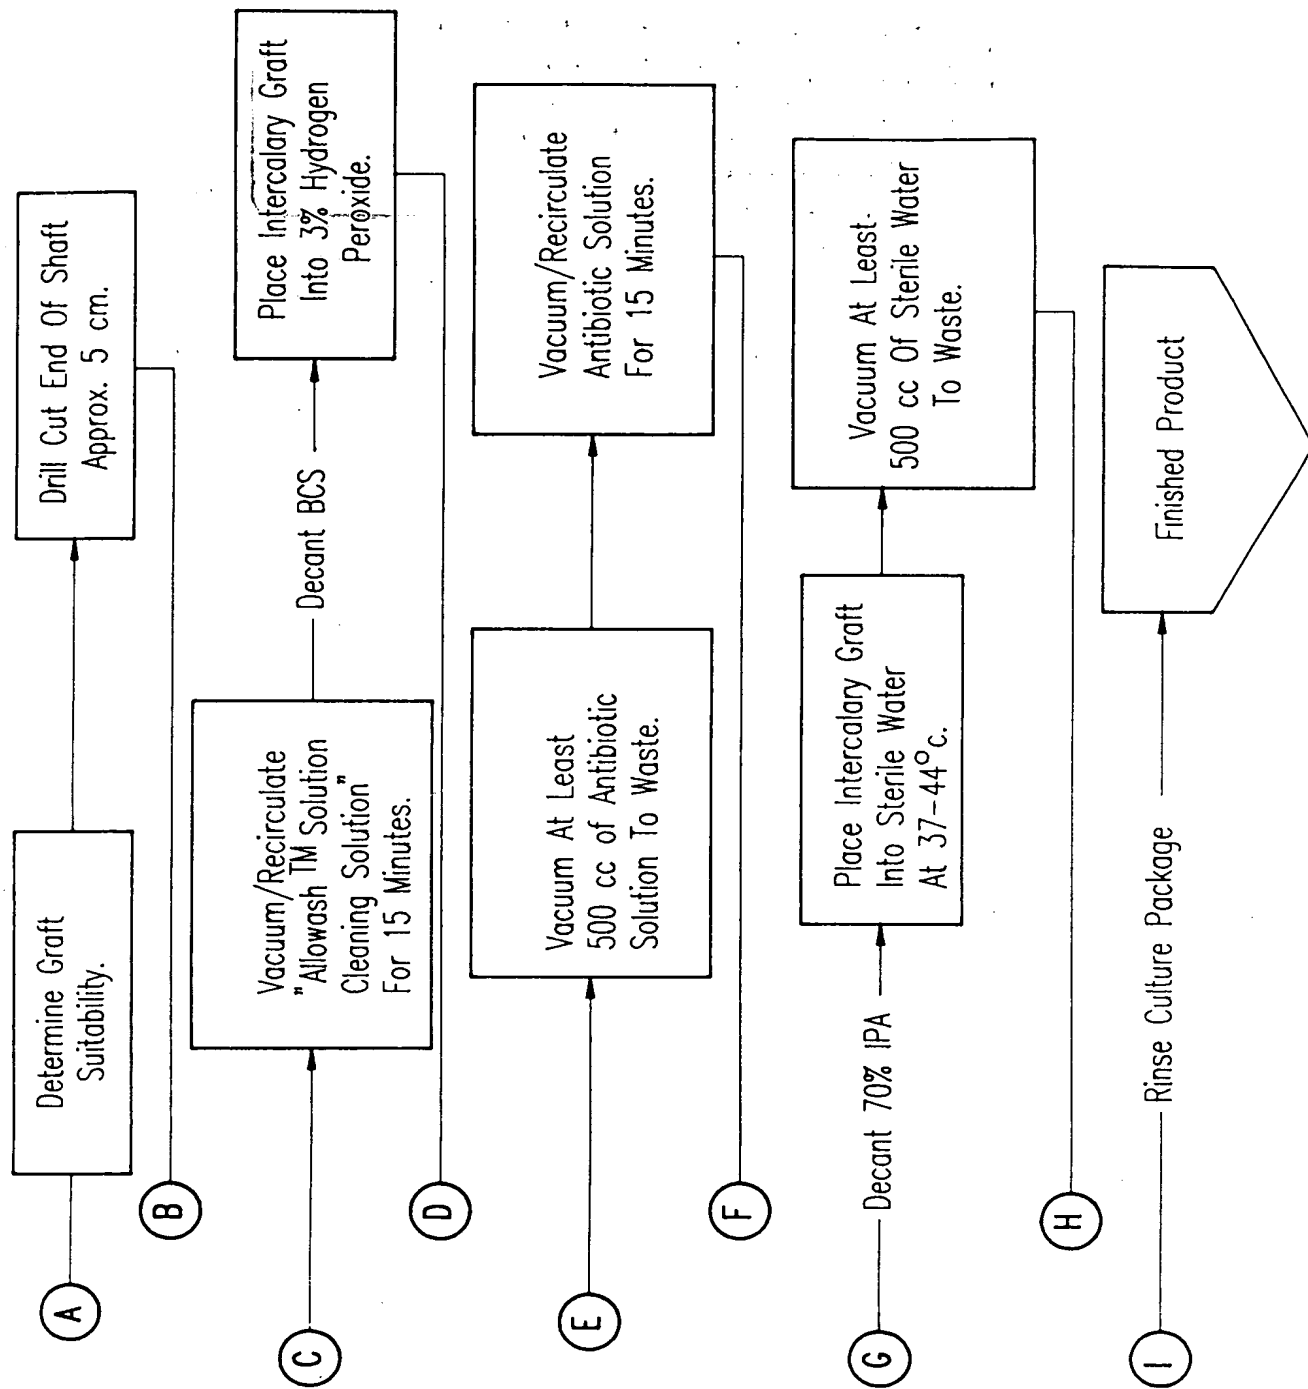 A
Determine Graft
Suitability.
Drill Cut End Of Shaft
Approx. 5 cm.
B
C
Vacuum/Recirculate
"Allowash TM Solution
Cleaning Solution"
For 15 Minutes.
Decant BCS
Place Intercalary Graft
Into 3% Hydrogen
Peroxide.
D
E
Vacuum At Least
500 cc of Antibiotic
Solution To Waste.
Vacuum/Recirculate
Antibiotic Solution
For 15 Minutes.
F
G
Decant 70% IPA
Place Intercalary Graft
Into Sterile Water
At 37-44°c.
Vacuum At Least
500 cc Of Sterile Water
To Waste.
H
I
Rinse Culture Package
Finished Product